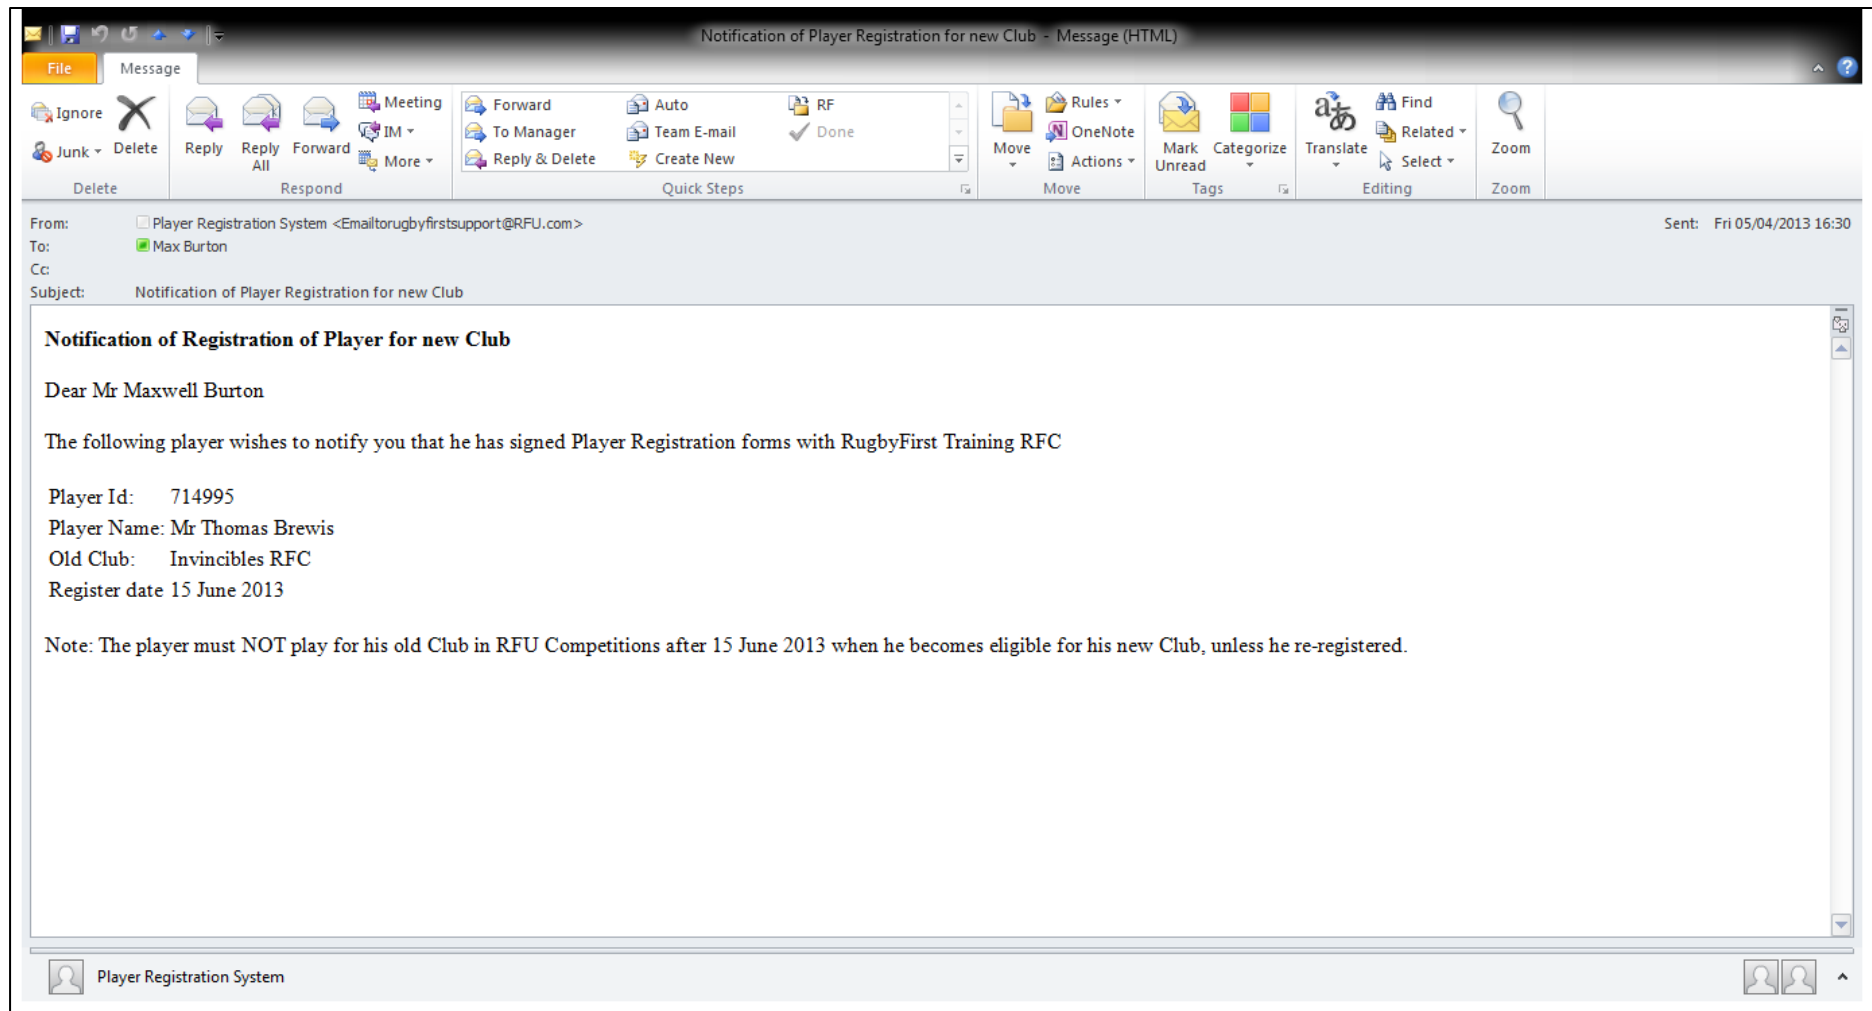 Notification of Player Registration for new Club - Message (HTML)
File Message
Ignore
Junk
Delete
Reply
Reply All
Forward
Meeting
IM
More
Forward
To Manager
Reply & Delete
Auto
Team E-mail
Create New
RF
Done
Move
Rules
OneNote
Actions
Mark Unread
Categorize
Translate
Find
Related
Select
Zoom
Delete Respond Quick Steps Move Tags Editing Zoom
From: Player Registration System <Emailtorugbyfirstsupport@RFU.com> Sent: Fri 05/04/2013 16:30
To: Max Burton
Cc:
Subject: Notification of Player Registration for new Club
Notification of Registration of Player for new Club
Dear Mr Maxwell Burton
The following player wishes to notify you that he has signed Player Registration forms with RugbyFirst Training RFC
Player Id: 714995
Player Name: Mr Thomas Brewis
Old Club: Invincibles RFC
Register date 15 June 2013
Note: The player must NOT play for his old Club in RFU Competitions after 15 June 2013 when he becomes eligible for his new Club, unless he re-registered.
Player Registration System